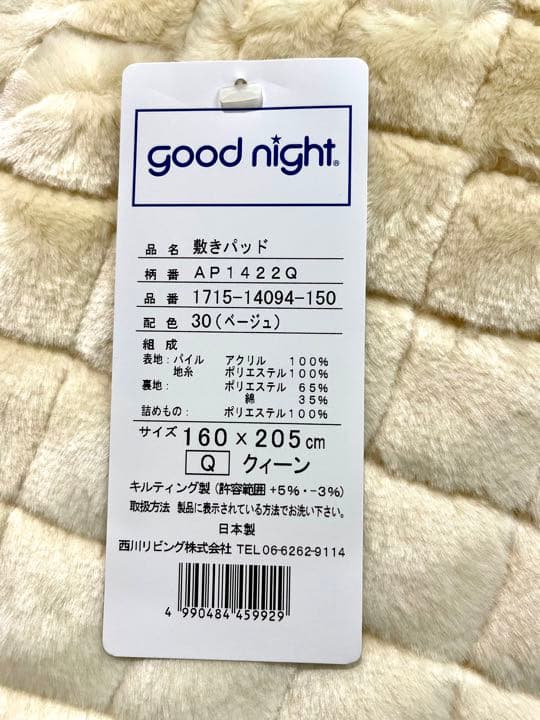 good night®
品名 敷きパッド
柄番 AP1422Q
品番 1715-14094-150
配色 30(ベージュ)
組成
表地:パイル アクリル 100%
地糸 ポリエステル100%
裏地: ポリエステル 65%
綿 35%
詰めもの: ポリエステル100%
サイズ 160×205cm
Q クィーン
キルティング製(許容範囲 +5%・-3%)
取扱方法 製品に表示されている方法でお洗い下さい。
日本製
西川リビング株式会社 TEL06-6262-9114
4 990484 459929